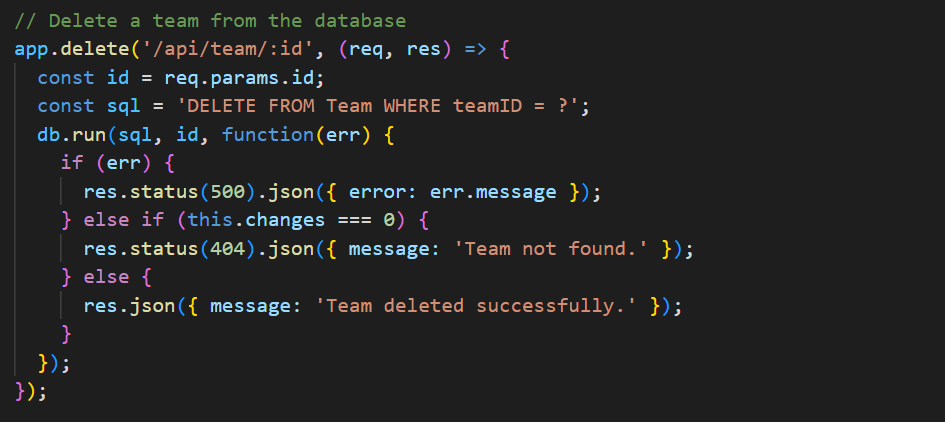 // Delete a team from the database
app.delete('/api/team/:id', (req, res) => {
  const id = req.params.id;
  const sql = 'DELETE FROM Team WHERE teamID = ?';
  db.run(sql, id, function(err) {
    if (err) {
      res.status(500).json({ error: err.message });
    } else if (this.changes === 0) {
      res.status(404).json({ message: 'Team not found.' });
    } else {
      res.json({ message: 'Team deleted successfully.' });
    }
  });
});